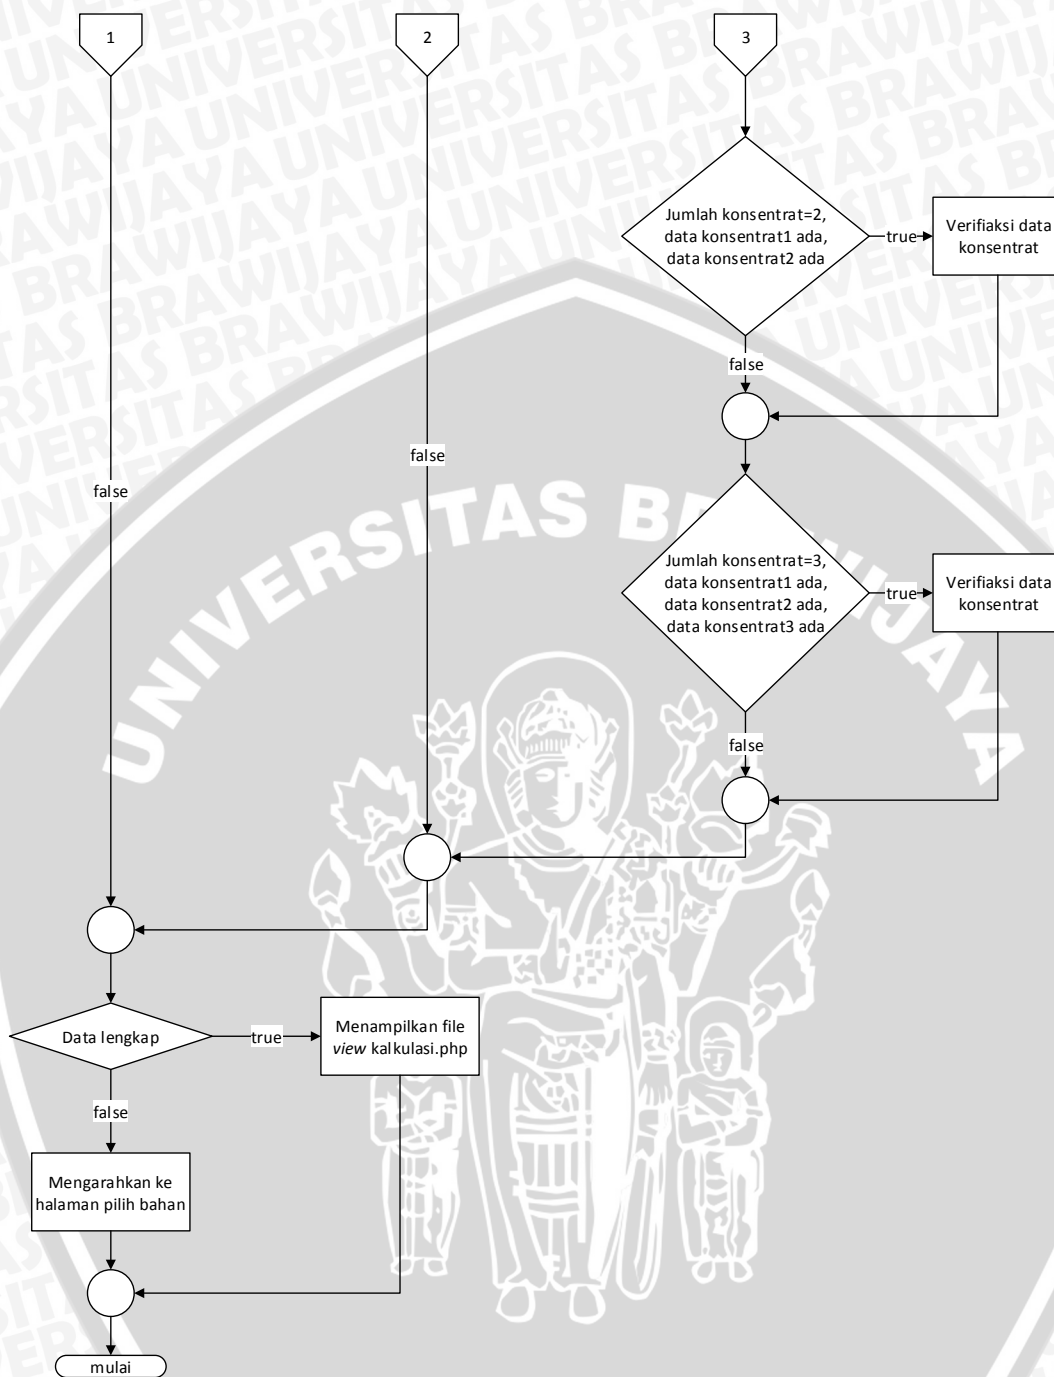 1
2
3
Jumlah konsentrat=2,
data konsentrat1 ada,
data konsentrat2 ada
true
Verifiaksi data
konsentrat
false
false
false
Jumlah konsentrat=3,
data konsentrat1 ada,
data konsentrat2 ada,
data konsentrat3 ada
true
Verifiaksi data
konsentrat
false
Data lengkap
true
Menampilkan file
view kalkulasi.php
false
Mengarahkan ke
halaman pilih bahan
mulai
UNIVERSITAS BRAWIJAYA